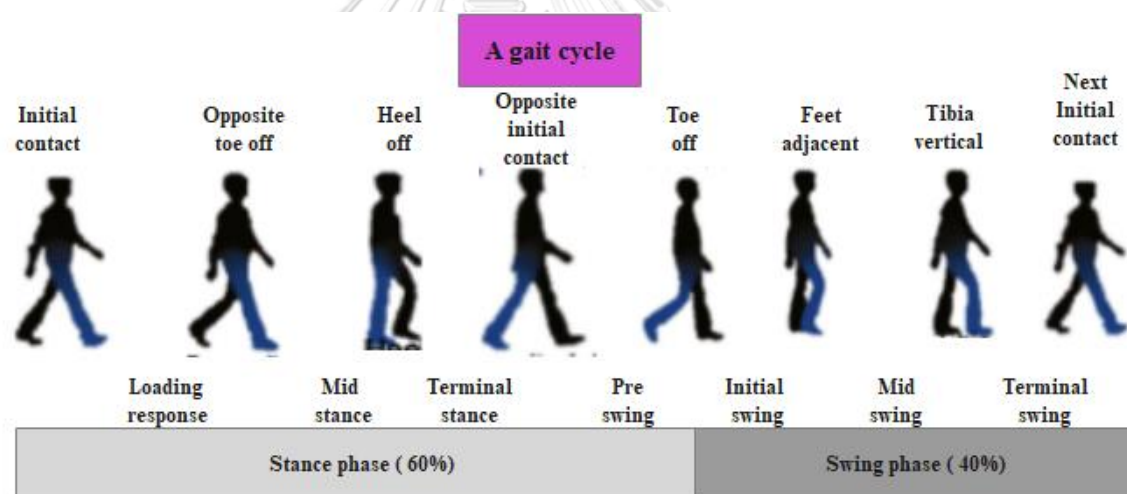 A gait cycle
Next
Initial
contact
Initial
contact
Opposite
toe off
Heel
off
Opposite
initial
contact
Toe
off
Feet
adjacent
Tibia
vertical
Loading
response
Mid
stance
Terminal
stance
Pre
swing
Initial
swing
Mid
swing
Terminal
swing
Stance phase ( 60%)
Swing phase ( 40%)